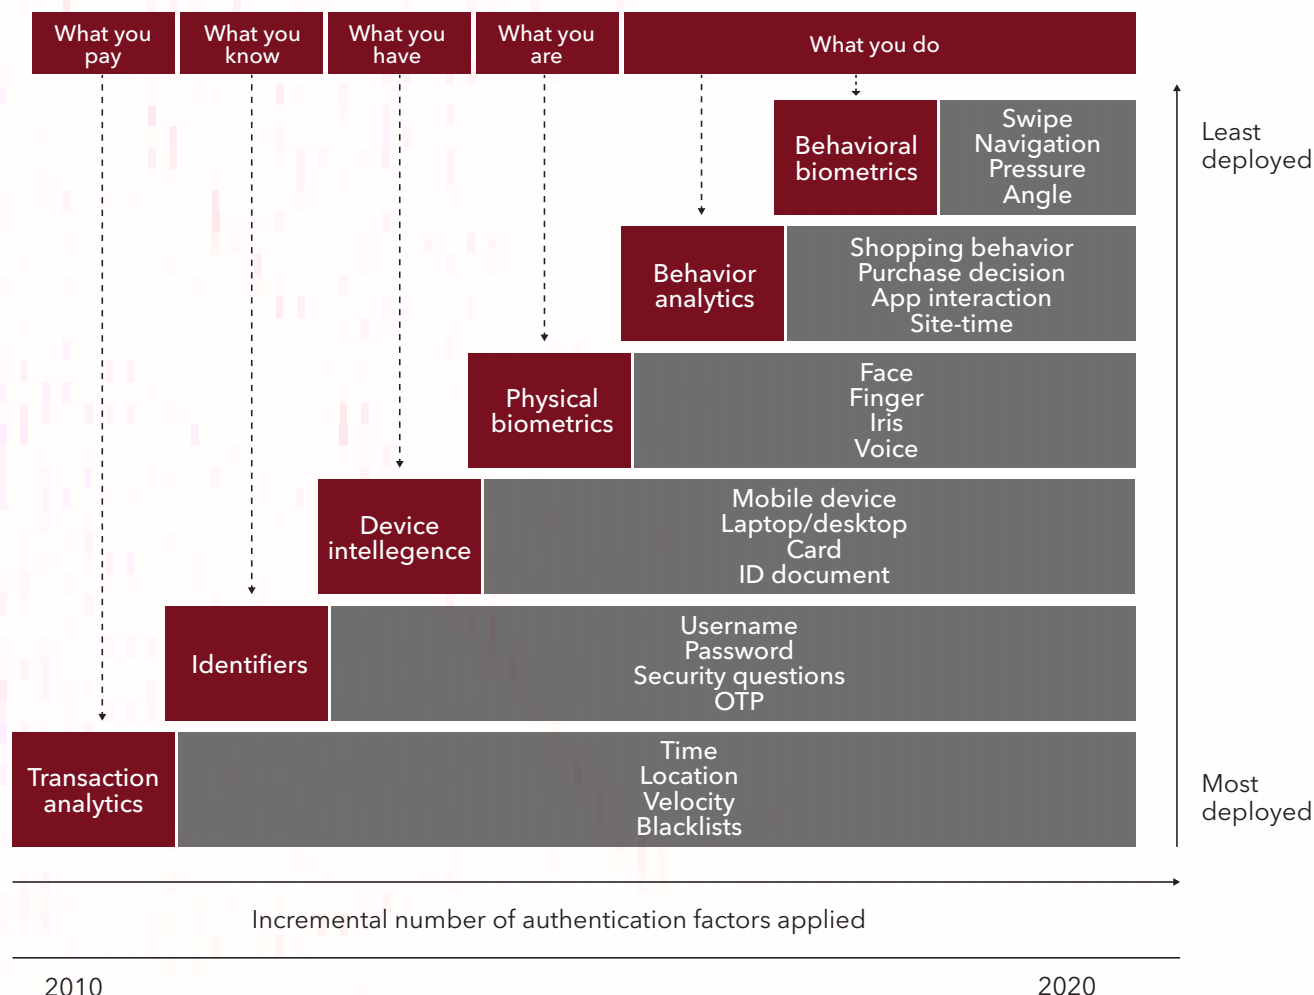 What you
pay
What you
know
What you
have
What you
are
What you do
Behavioral
biometrics
Swipe
Navigation
Pressure
Angle
Least
deployed
Behavior
analytics
Shopping behavior
Purchase decision
App interaction
Site-time
Physical
biometrics
Face
Finger
Iris
Voice
Device
intellegence
Mobile device
Laptop/desktop
Card
ID document
Identifiers
Username
Password
Security questions
OTP
Transaction
analytics
Time
Location
Velocity
Blacklists
Most
deployed
Incremental number of authentication factors applied
2010
2020